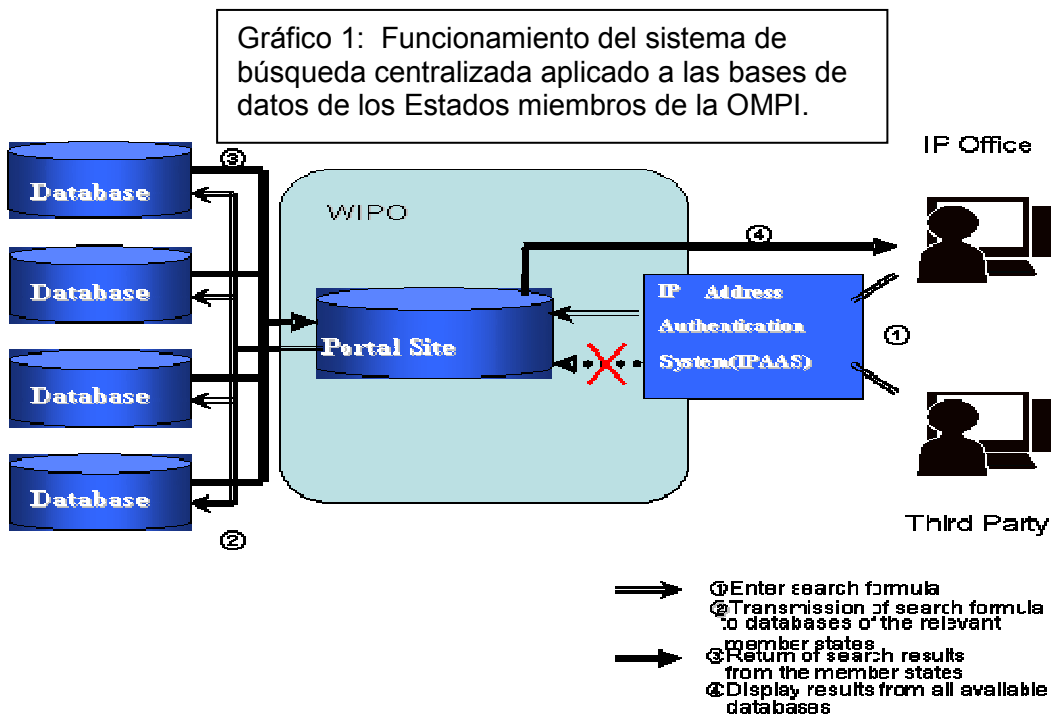 Gráfico 1:  Funcionamiento del sistema de
búsqueda centralizada aplicado a las bases de
datos de los Estados miembros de la OMPI.
③
IP Office
Database
WIPO
④
Database
IP Address
Authentication
System(IPAAS)
Portal Site
①
Database
Database
②
Third Party
①Enter search formula
②Transmission of search formula
to databases of the relevant
member states
③Return of search results
from the member states
④Display results from all available
databases